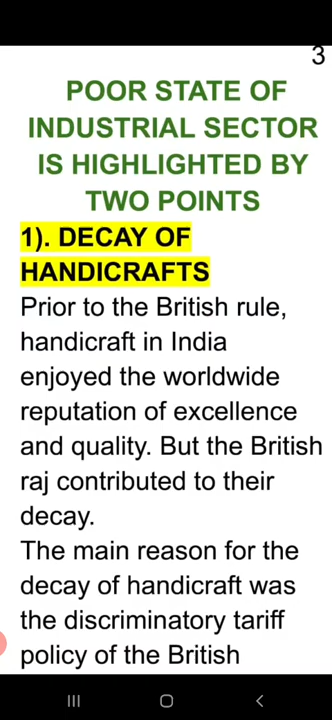 3
POOR STATE OF
INDUSTRIAL SECTOR
IS HIGHLIGHTED BY
TWO POINTS
1). DECAY OF
HANDICRAFTS
Prior to the British rule,
handicraft in India
enjoyed the worldwide
reputation of excellence
and quality. But the British
raj contributed to their
decay.
The main reason for the
decay of handicraft was
the discriminatory tariff
policy of the British